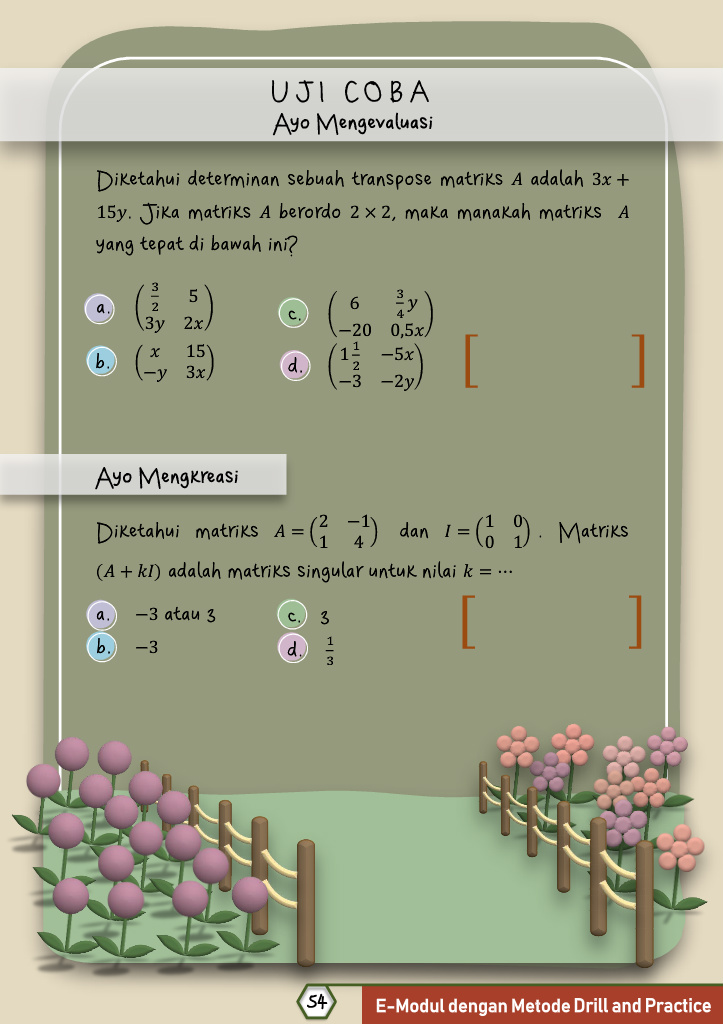 UJI COBA
Ayo Mengevaluasi
Diketahui determinan sebuah transpose matriks A adalah 3x +
15y. Jika matriks A berordo 2 × 2, maka manakah matriks A
yang tepat di bawah ini?
a. (3/2 5
3y 2x)
c. (6 3/4 y
−20 0,5x)
b. (x 15
−y 3x)
d. (1 1/2 −5x
−3 −2y)
[ ]
Ayo Mengkreasi
Diketahui matriks A = (2 −1
1 4) dan I = (1 0
0 1) . Matriks
(A + kI) adalah matriks singular untuk nilai k = ⋯
a. −3 atau 3
c. 3
b. −3
d. 1/3
[ ]
54
E-Modul dengan Metode Drill and Practice